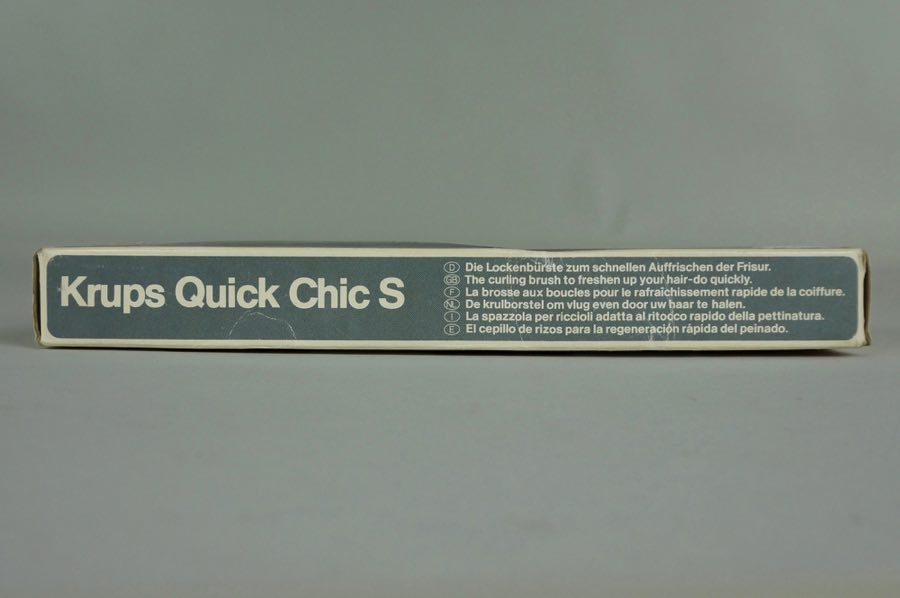 Krups Quick Chic S
D Die Lockenbürste zum schnellen Auffrischen der Frisur.
GB The curling brush to freshen up your hair-do quickly.
F La brosse aux boucles pour le rafraîchissement rapide de la coiffure.
NL De krulborstel om vlug even door uw haar te halen.
I La spazzola per riccioli adatta al ritocco rapido della pettinatura.
E El cepillo de rizos para la regeneración rápida del peinado.